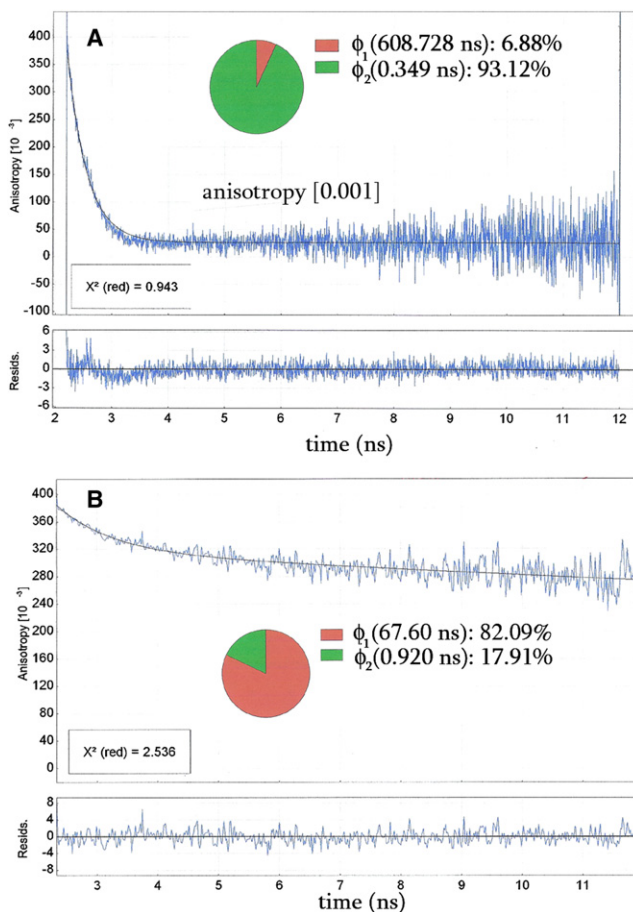 A
ϕ₁(608.728 ns): 6.88%
ϕ₂(0.349 ns): 93.12%
400
350
300
250
200
150
100
50
0
-50
-100
Anisotropy [10⁻³]
anisotropy [0.001]
X² (red) = 0.943
6
3
0
-3
-6
Resids.
2 3 4 5 6 7 8 9 10 11 12
time (ns)
B
400
360
320
280
240
200
160
120
80
40
0
Anisotropy [10⁻³]
ϕ₁(67.60 ns): 82.09%
ϕ₂(0.920 ns): 17.91%
X² (red) = 2.536
8
4
0
-4
-8
Resids.
3 4 5 6 7 8 9 10 11
time (ns)